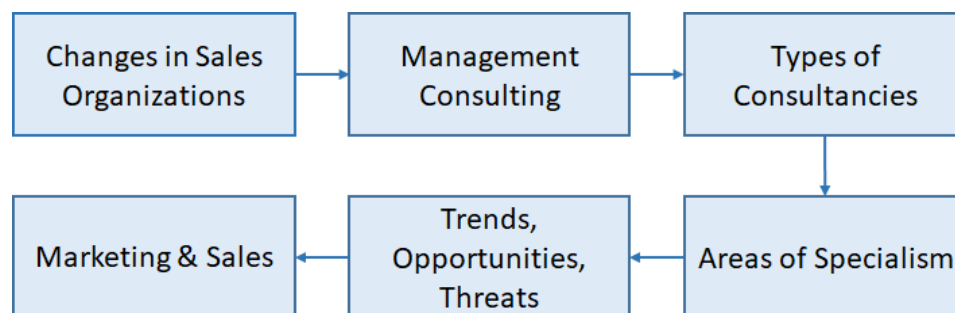 Changes in Sales
Organizations
Management
Consulting
Types of
Consultancies
Areas of Specialism
Trends,
Opportunities,
Threats
Marketing & Sales